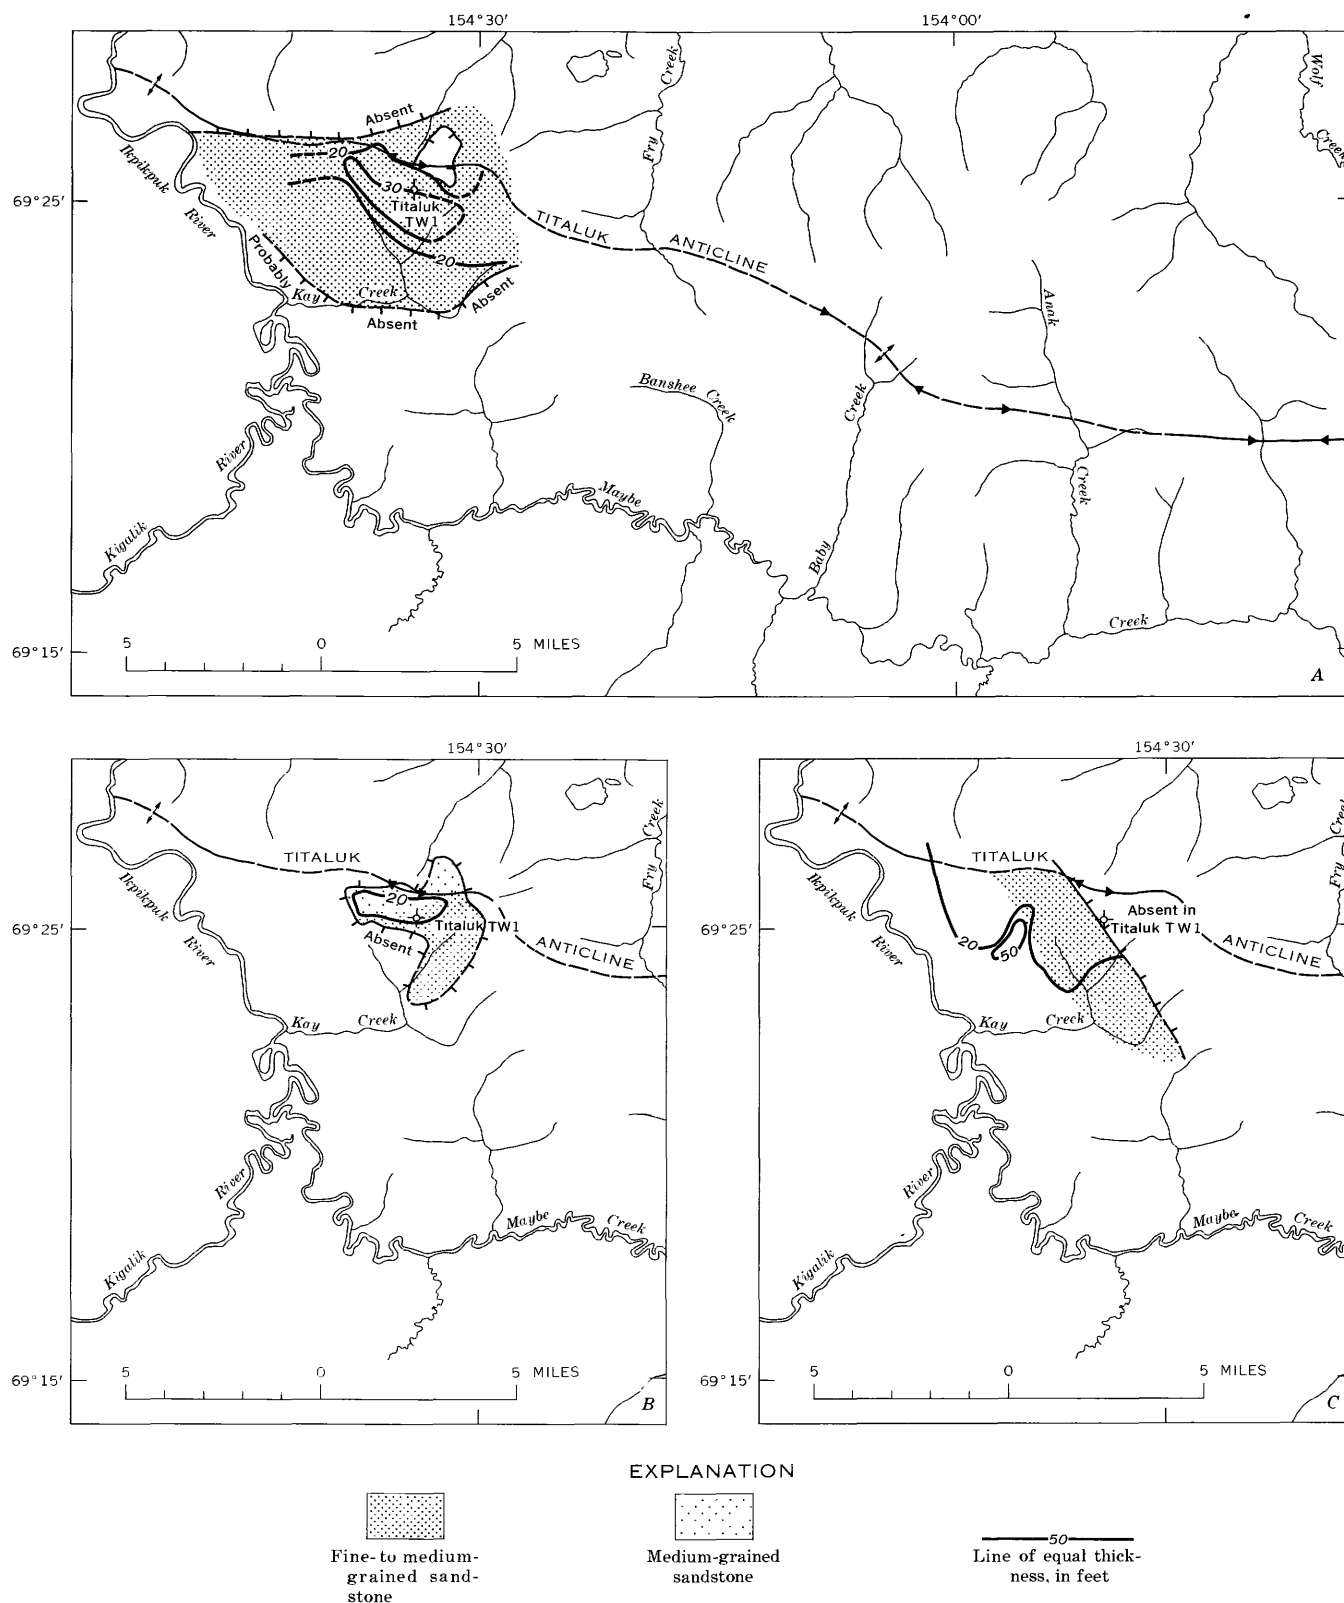 154°30′
154°00′
Creek
Wolf
Creek
Absent
Fry
Ikpikpuk
River
20
30
Titaluk
TW1
69°25′
TITALUK
ANTICLINE
Probably
20
Kay
Creek
Absent
Absent
Anak
Banshee
Creek
Creek
River
Maybe
Creek
Kigalik
Baby
Creek
5 0 5 MILES
69°15′
A
154°30′
154°30′
Creek
Fry
TITALUK
20
Ikpikpuk
River
Titaluk TW1
69°25′
Absent
ANTICLINE
Kay
Creek
River
Maybe
Creek
Kigalik
5 0 5 MILES
69°15′
B
Cree
Fry
TITALUK
Ikpikpuk
River
Absent in
Titaluk TW1
69°25′
20
50
ANTICLINE
Kay
Creek
River
Maybe
Creek
Kigalik
5 0 5 MILES
69°15′
C
EXPLANATION
50
Fine- to medium-
grained sand-
stone
Medium-grained
sandstone
Line of equal thick-
ness, in feet